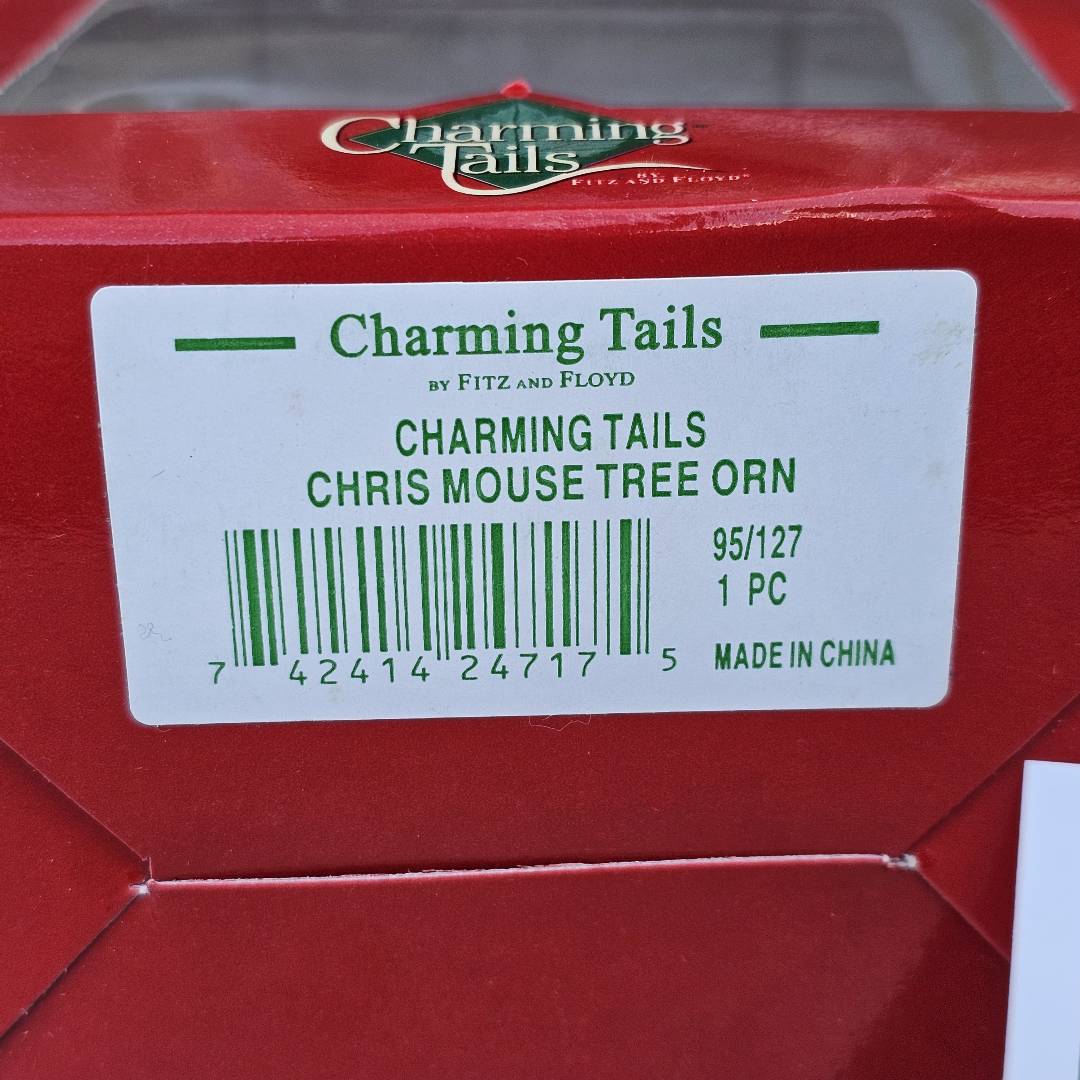 Charming™
Tails
BY
FITZ AND FLOYD®
Charming Tails
BY FITZ AND FLOYD
CHARMING TAILS
CHRIS MOUSE TREE ORN
95/127
1 PC
7 42414 24717 5
MADE IN CHINA